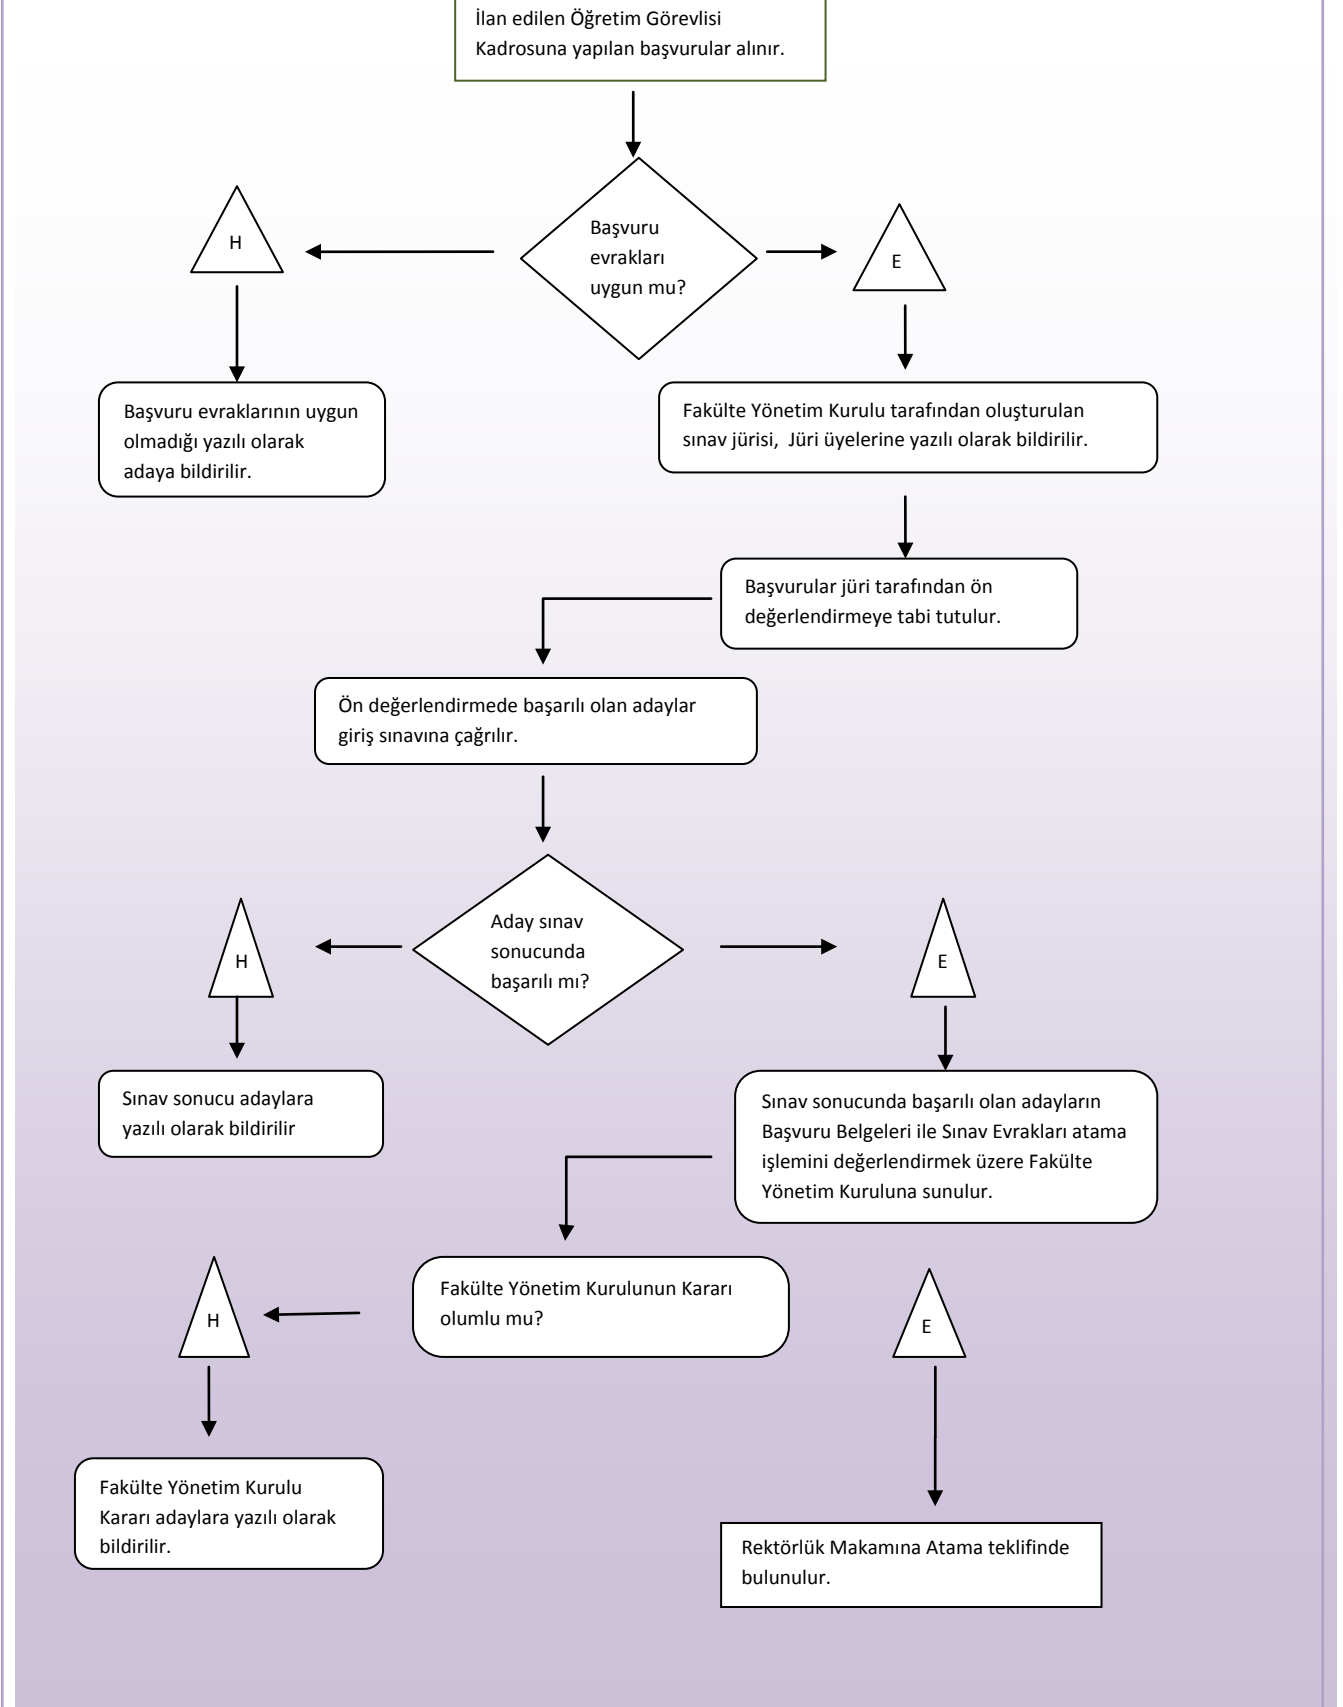 İlan edilen Öğretim Görevlisi
Kadrosuna yapılan başvurular alınır.
Başvuru
evrakları
uygun mu?
H
E
Başvuru evraklarının uygun
olmadığı yazılı olarak
adaya bildirilir.
Fakülte Yönetim Kurulu tarafından oluşturulan
sınav jürisi, Jüri üyelerine yazılı olarak bildirilir.
Başvurular jüri tarafından ön
değerlendirmeye tabi tutulur.
Ön değerlendirmede başarılı olan adaylar
giriş sınavına çağrılır.
Aday sınav
sonucunda
başarılı mı?
H
E
Sınav sonucu adaylara
yazılı olarak bildirilir
Sınav sonucunda başarılı olan adayların
Başvuru Belgeleri ile Sınav Evrakları atama
işlemini değerlendirmek üzere Fakülte
Yönetim Kuruluna sunulur.
Fakülte Yönetim Kurulunun Kararı
olumlu mu?
H
E
Fakülte Yönetim Kurulu
Kararı adaylara yazılı olarak
bildirilir.
Rektörlük Makamına Atama teklifinde
bulunulur.